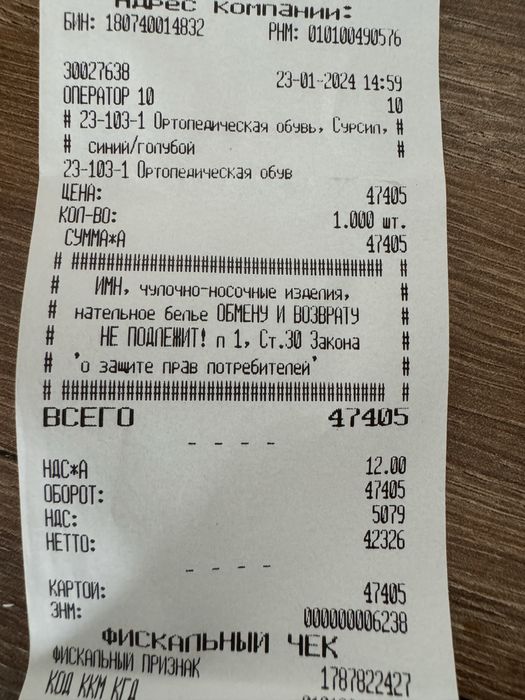 Адрес компании:
БИН: 180740014832 РНМ: 010100490576
30027638 23-01-2024 14:59
ОПЕРАТОР 10 10
# 23-103-1 Ортопедическая обувь, Сурсил, #
# синий/голубой #
23-103-1 Ортопедическая обув
ЦЕНА: 47405
КОЛ-ВО: 1.000 шт.
СУММА*А 47405
# ################################## #
# ИМН, чулочно-носочные изделия, #
# нательное белье ОБМЕНУ И ВОЗВРАТУ #
# НЕ ПОДЛЕЖИТ! п 1, Ст.30 Закона #
# "о защите прав потребителей" #
# ################################## #
ВСЕГО 47405
- - - -
НДС*А 12.00
ОБОРОТ: 47405
НДС: 5079
НЕТТО: 42326
- - - -
КАРТОЙ: 47405
ЗНМ: 000000006238
ФИСКАЛЬНЫЙ ЧЕК
ФИСКАЛЬНЫЙ ПРИЗНАК 1787822427
КОД ККМ КГД